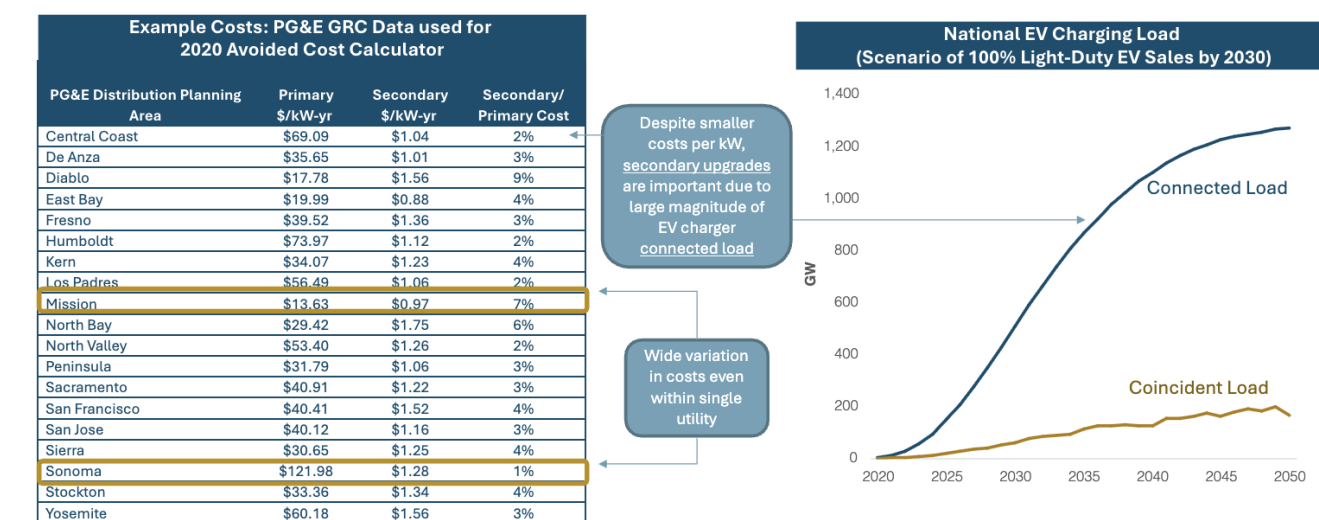 Example Costs: PG&E GRC Data used for
2020 Avoided Cost Calculator
PG&E Distribution Planning Area Primary $/kW-yr Secondary $/kW-yr Secondary/ Primary Cost
Central Coast $69.09 $1.04 2%
De Anza $35.65 $1.01 3%
Diablo $17.78 $1.56 9%
East Bay $19.99 $0.88 4%
Fresno $39.52 $1.36 3%
Humboldt $73.97 $1.12 2%
Kern $34.07 $1.23 4%
Los Padres $56.49 $1.06 2%
Mission $13.63 $0.97 7%
North Bay $29.42 $1.75 6%
North Valley $53.40 $1.26 2%
Peninsula $31.79 $1.06 3%
Sacramento $40.91 $1.22 3%
San Francisco $40.41 $1.52 4%
San Jose $40.12 $1.16 3%
Sierra $30.65 $1.25 4%
Sonoma $121.98 $1.28 1%
Stockton $33.36 $1.34 4%
Yosemite $60.18 $1.56 3%
Despite smaller
costs per kW,
secondary upgrades
are important due to
large magnitude of
EV charger
connected load
Wide variation
in costs even
within single
utility
National EV Charging Load
(Scenario of 100% Light-Duty EV Sales by 2030)
1,400
1,200
1,000
800
600
400
200
0
GW
Connected Load
Coincident Load
2020 2025 2030 2035 2040 2045 2050